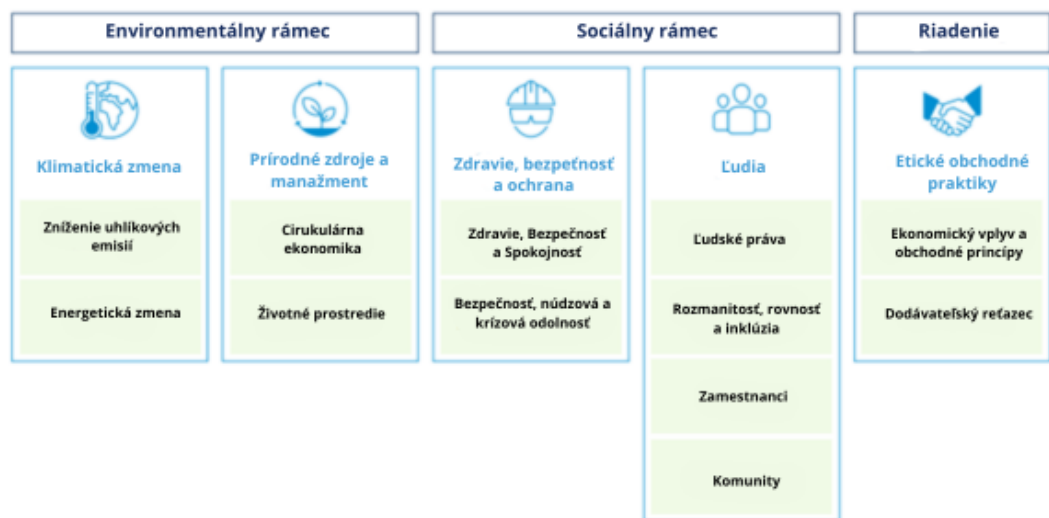 Environmentálny rámec
Sociálny rámec
Riadenie
Klimatická zmena
Zníženie uhlíkových
emisií
Energetická zmena
Prírodné zdroje a
manažment
Cirukulárna
ekonomika
Životné prostredie
Zdravie, bezpeťnosť
a ochrana
Zdravie, Bezpečnosť
a Spokojnosť
Bezpečnosť, núdzová a
krízová odolnosť
Ľudia
Ľudské práva
Rozmanitosť, rovnosť
a inklúzia
Zamestnanci
Komunity
Etické obchodné
praktiky
Ekonomický vplyv a
obchodné princípy
Dodávateľský reťazec